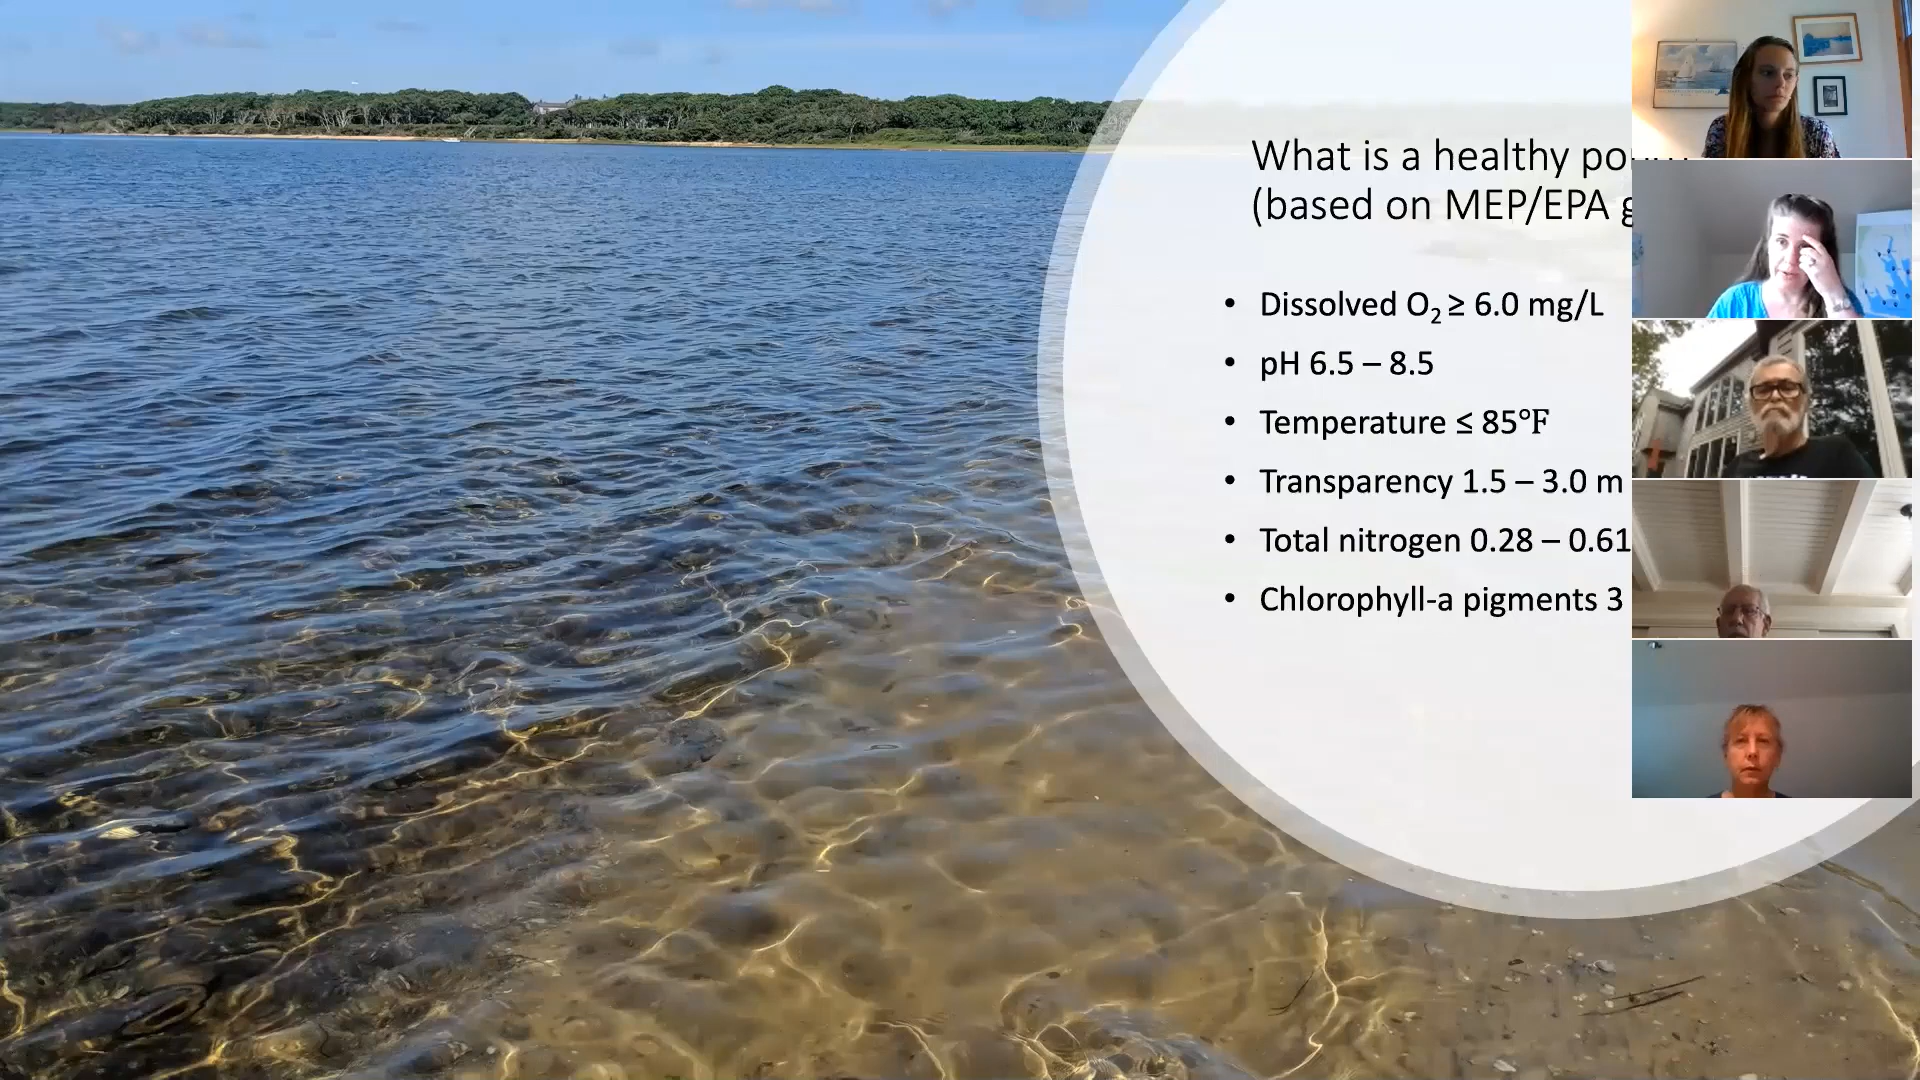 What is a healthy
(based on MEP/EPA
• Dissolved O₂ ≥ 6.0 mg/L
• pH 6.5 – 8.5
• Temperature ≤ 85°F
• Transparency 1.5 – 3.0 m
• Total nitrogen 0.28 – 0.61
• Chlorophyll-a pigments 3